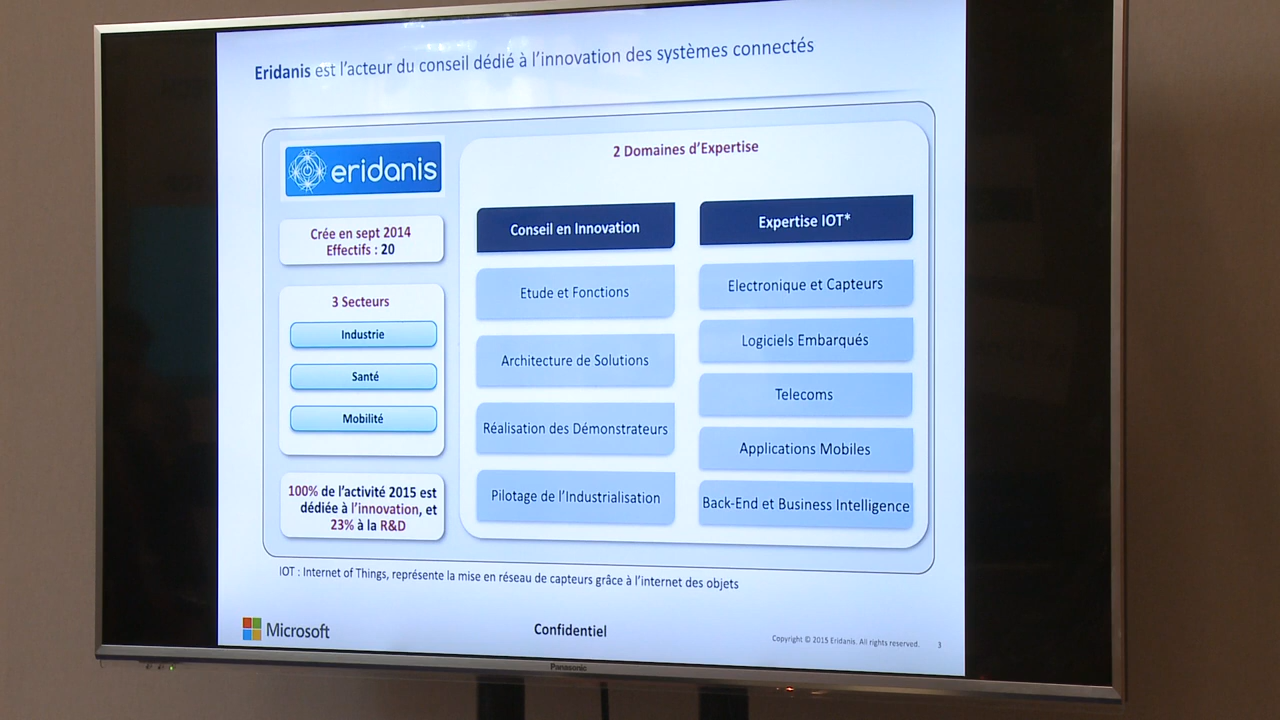 Eridanis est l'acteur du conseil dédié à l'innovation des systèmes connectés
eridanis
Crée en sept 2014
Effectifs : 20
3 Secteurs
Industrie
Santé
Mobilité
100% de l'activité 2015 est
dédiée à l'innovation, et
23% à la R&D
2 Domaines d'Expertise
Conseil en Innovation
Etude et Fonctions
Architecture de Solutions
Réalisation des Démonstrateurs
Pilotage de l'Industrialisation
Expertise IOT*
Electronique et Capteurs
Logiciels Embarqués
Telecoms
Applications Mobiles
Back-End et Business Intelligence
IOT : Internet of Things, représente la mise en réseau de capteurs grâce à l'internet des objets
Microsoft
Confidentiel
Copyright © 2015 Eridanis. All rights reserved.
3
Panasonic